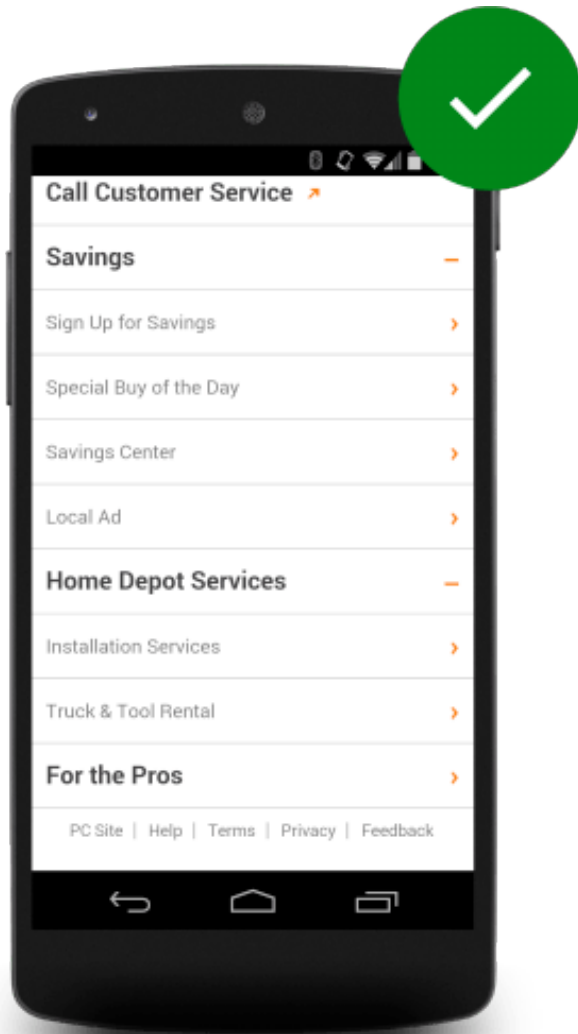 Call Customer Service
Savings
Sign Up for Savings
Special Buy of the Day
Savings Center
Local Ad
Home Depot Services
Installation Services
Truck & Tool Rental
For the Pros
PC Site | Help | Terms | Privacy | Feedback